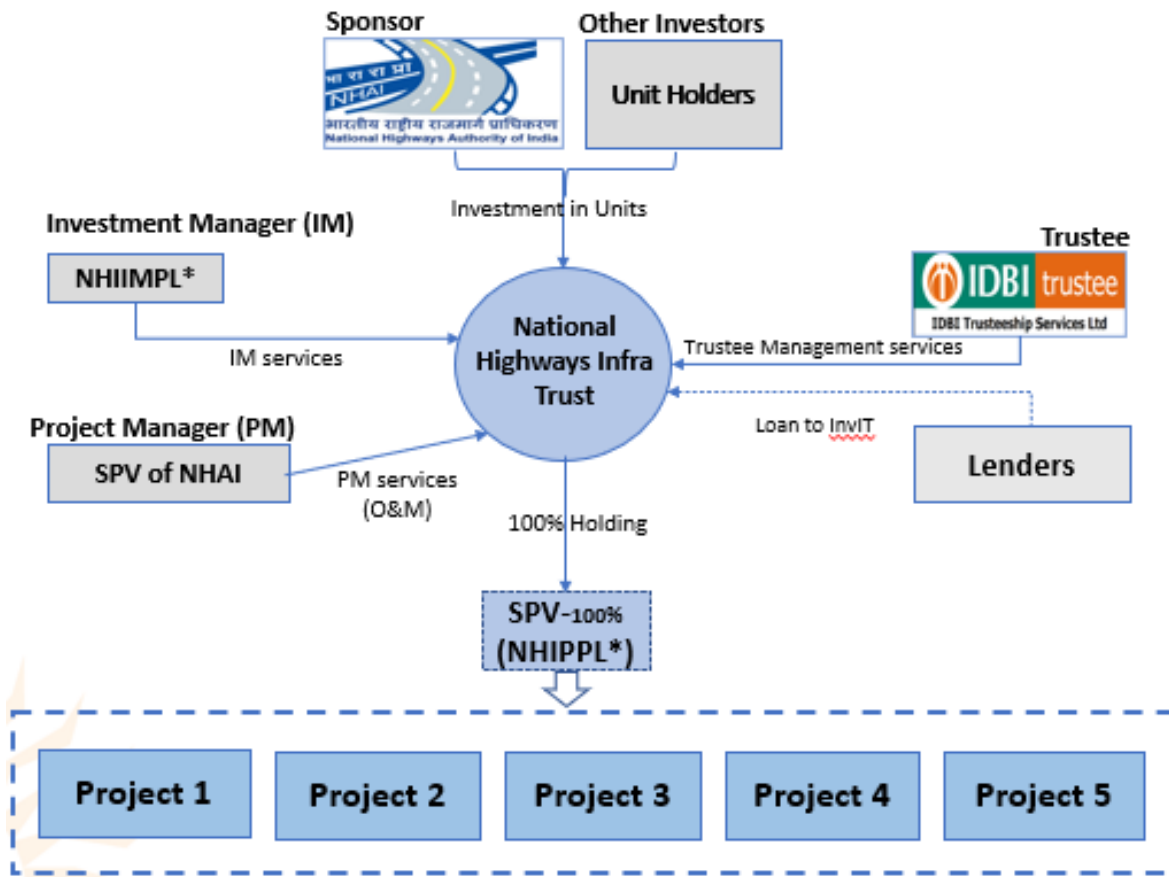 Sponsor
Other Investors
भा रा रा प्रा
NHAI
भारतीय राष्ट्रीय राजमार्ग प्राधिकरण
National Highways Authority of India
Unit Holders
Investment in Units
Investment Manager (IM)
NHIIMPL*
IM services
Trustee
IDBI trustee
IDBI Trusteeship Services Ltd
Trustee Management services
National
Highways Infra
Trust
Project Manager (PM)
SPV of NHAI
PM services
(O&M)
Loan to InvIT
Lenders
100% Holding
SPV-100%
(NHIPPL*)
Project 1
Project 2
Project 3
Project 4
Project 5